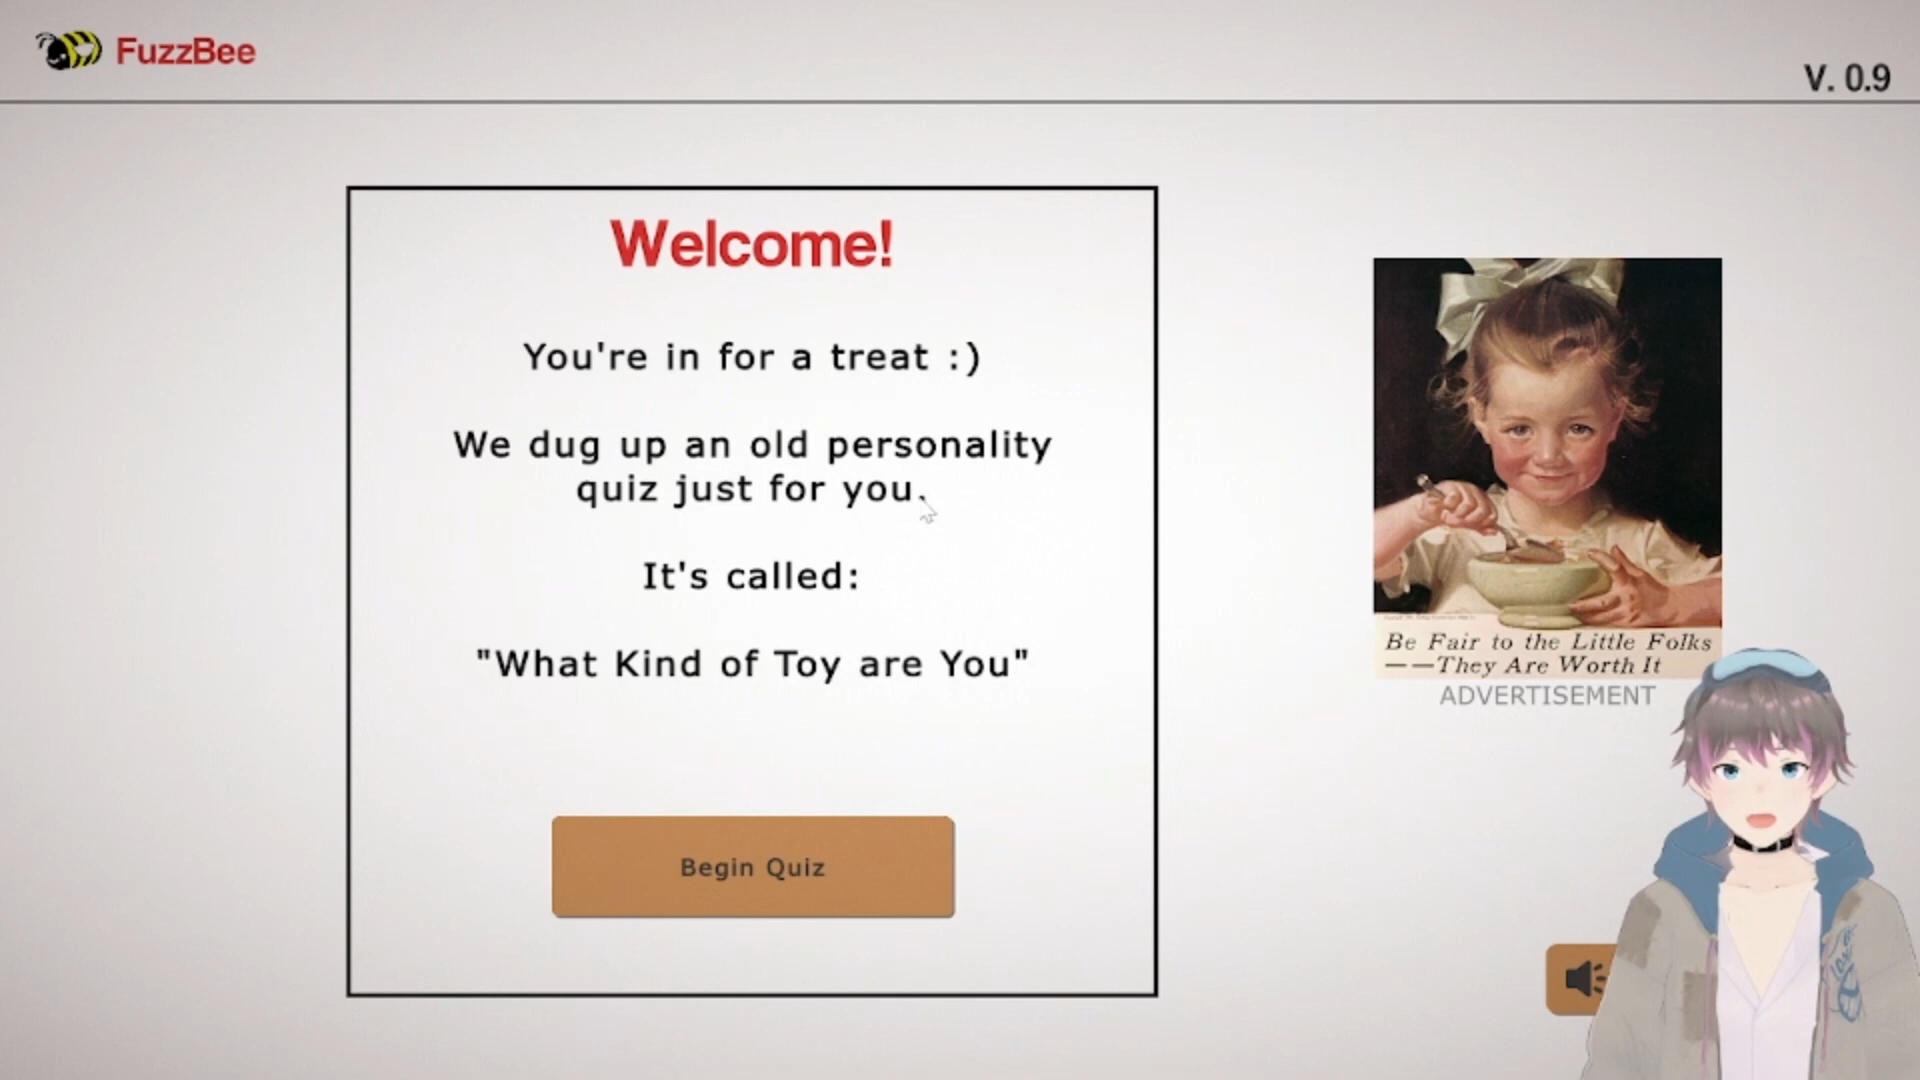 FuzzBee
V. 0.9
Welcome!
You're in for a treat :)
We dug up an old personality
quiz just for you.
It's called:
"What Kind of Toy are You"
Begin Quiz
Be Fair to the Little Folks
——They Are Worth It
ADVERTISEMENT